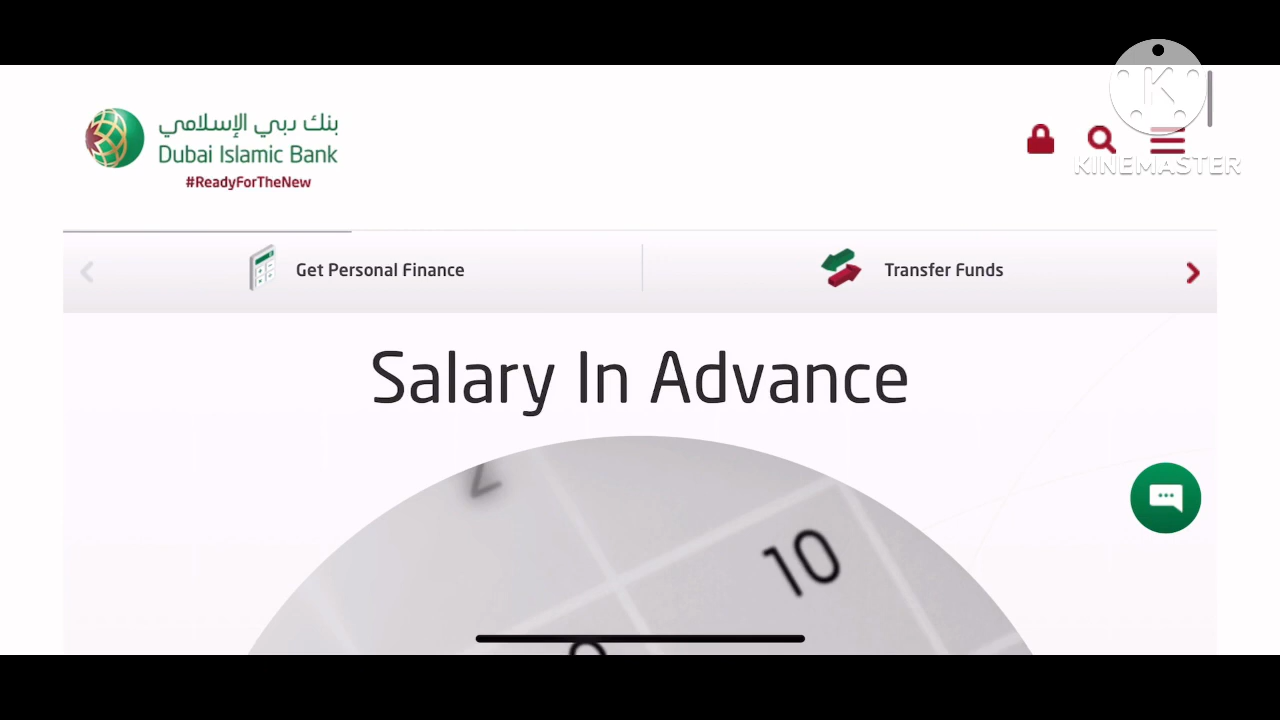 بنك دبي الإسلامي
Dubai Islamic Bank
#ReadyForTheNew
K
KINEMASTER
Get Personal Finance
Transfer Funds
Salary In Advance
10